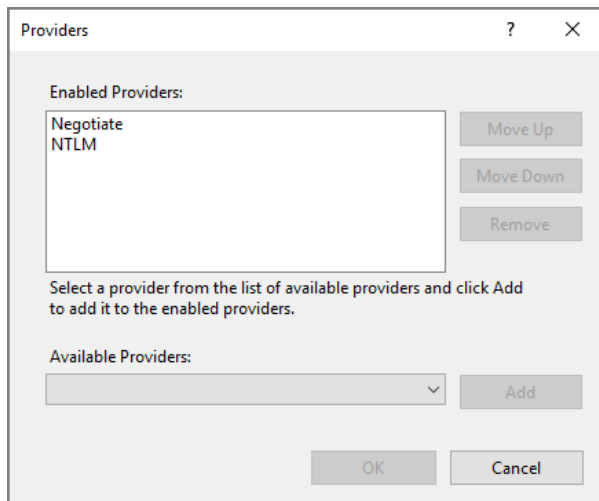 Providers
?
Enabled Providers:
Negotiate
NTLM
Move Up
Move Down
Remove
Select a provider from the list of available providers and click Add
to add it to the enabled providers.
Available Providers:
Add
OK
Cancel